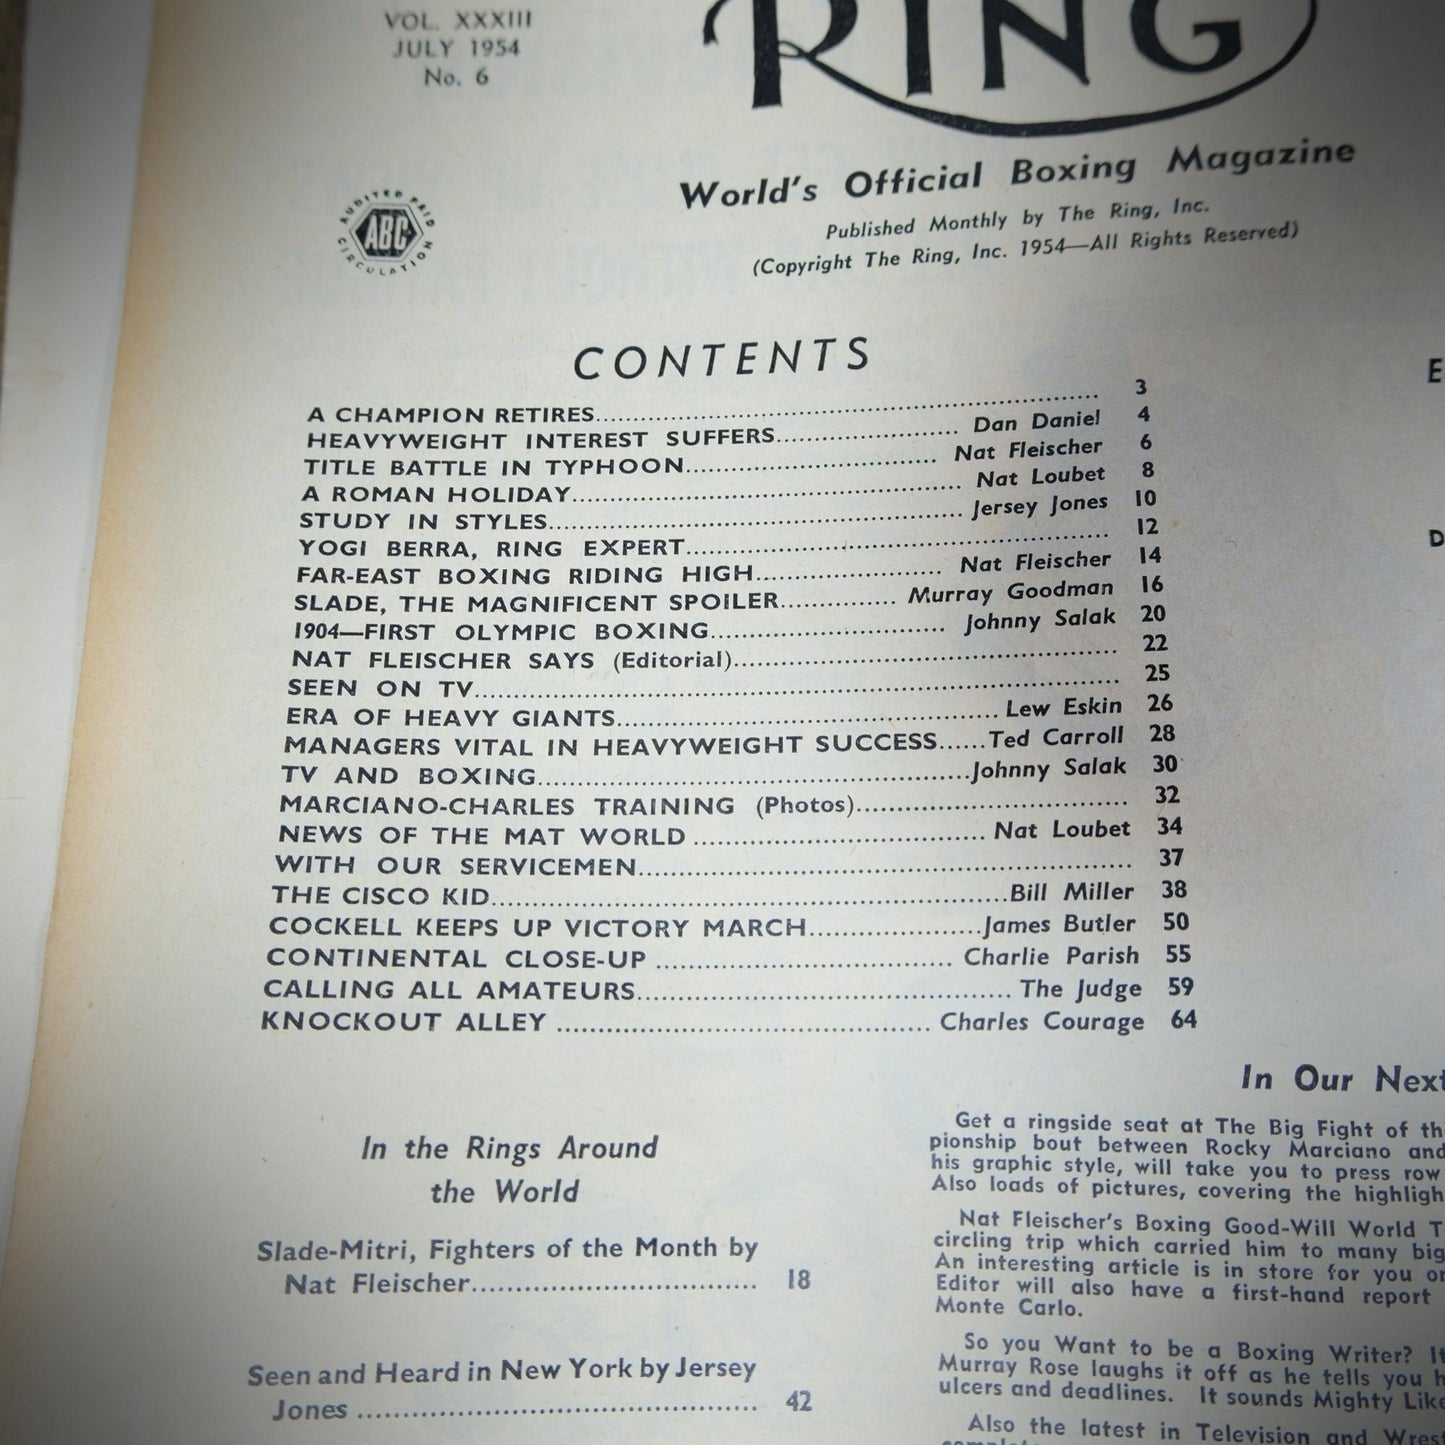 VOL. XXXIII
JULY 1954
No. 6
RING
World's Official Boxing Magazine
Published Monthly by The Ring, Inc.
(Copyright The Ring, Inc. 1954—All Rights Reserved)
AUDITED PAID
ABC
CIRCULATION
CONTENTS
A CHAMPION RETIRES 3
HEAVYWEIGHT INTEREST SUFFERS Dan Daniel 4
TITLE BATTLE IN TYPHOON Nat Fleischer 6
A ROMAN HOLIDAY Nat Loubet 8
STUDY IN STYLES Jersey Jones 10
YOGI BERRA, RING EXPERT 12
FAR-EAST BOXING RIDING HIGH Nat Fleischer 14
SLADE, THE MAGNIFICENT SPOILER Murray Goodman 16
1904—FIRST OLYMPIC BOXING Johnny Salak 20
NAT FLEISCHER SAYS (Editorial) 22
SEEN ON TV 25
ERA OF HEAVY GIANTS Lew Eskin 26
MANAGERS VITAL IN HEAVYWEIGHT SUCCESS Ted Carroll 28
TV AND BOXING Johnny Salak 30
MARCIANO-CHARLES TRAINING (Photos) 32
NEWS OF THE MAT WORLD Nat Loubet 34
WITH OUR SERVICEMEN 37
THE CISCO KID Bill Miller 38
COCKELL KEEPS UP VICTORY MARCH James Butler 50
CONTINENTAL CLOSE-UP Charlie Parish 55
CALLING ALL AMATEURS The Judge 59
KNOCKOUT ALLEY Charles Courage 64
E
D
In the Rings Around
the World
Slade-Mitri, Fighters of the Month by
Nat Fleischer 18
Seen and Heard in New York by Jersey
Jones 42
In Our Next
Get a ringside seat at The Big Fight of th
pionship bout between Rocky Marciano and
his graphic style, will take you to press row
Also loads of pictures, covering the highligh
Nat Fleischer's Boxing Good-Will World T
circling trip which carried him to many big
An interesting article is in store for you o
Editor will also have a first-hand report
Monte Carlo.
So you Want to be a Boxing Writer? It
Murray Rose laughs it off as he tells you h
ulcers and deadlines. It sounds Mighty Like
Also the latest in Television and Wrest